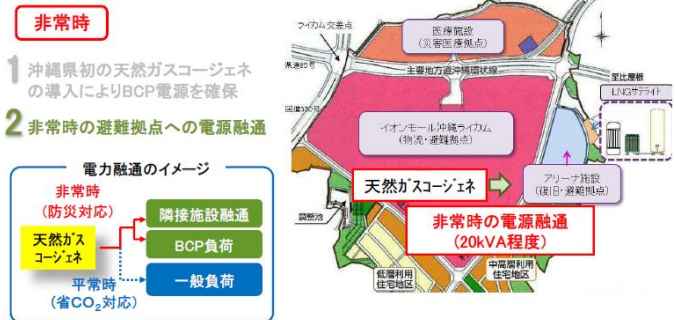 非常時
1 沖縄県初の天然ガスコージェネ
の導入によりBCP電源を確保
2 非常時の避難拠点への電源融通
電力融通のイメージ
非常時
(防災対応)
天然ガス
コージェネ
隣接施設融通
BCP負荷
一般負荷
平常時
(省CO2対応)
ライカム交差点
医療施設
(災害医療拠点)
県道85号
主要地方道沖縄環状線
至比屋根
LNGサテライト
国道330号
イオンモール沖縄ライカム
(物流・避難拠点)
天然ガスコージェネ
アリーナ施設
(復旧・避難拠点)
調整池
非常時の電源融通
(20kVA程度)
低層利用
住宅地区
中高層利用
住宅地区